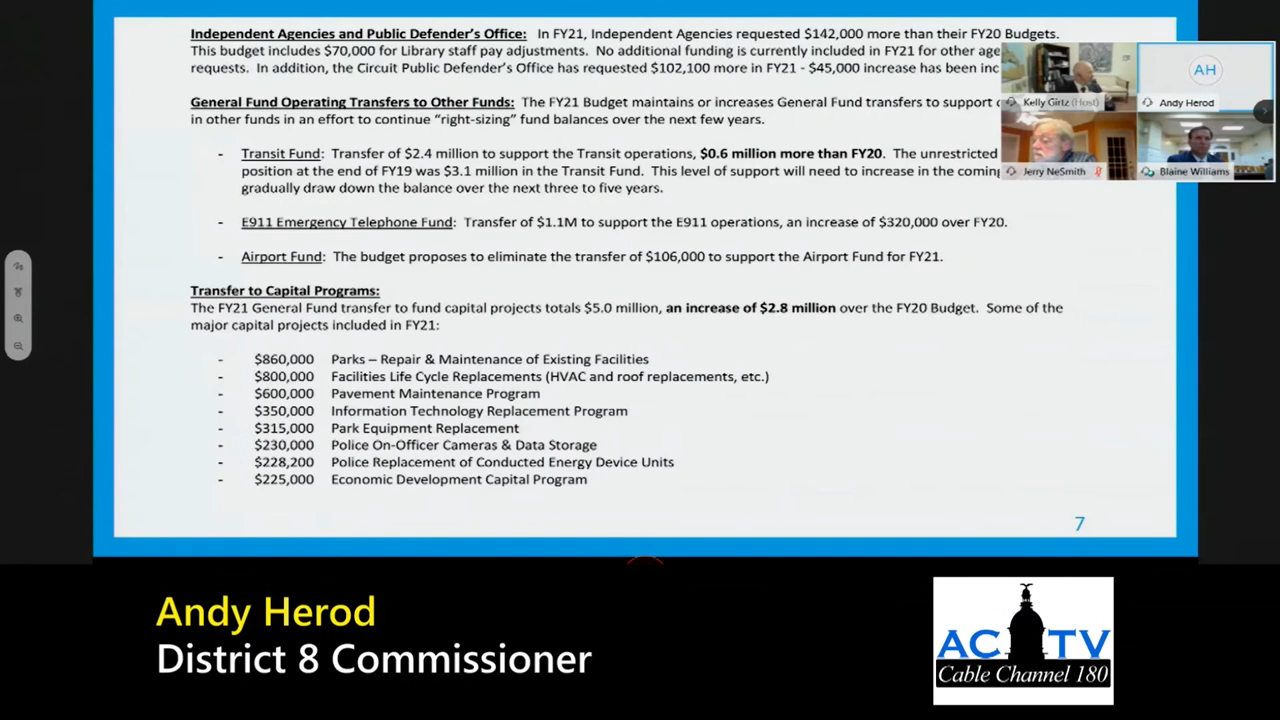 Independent Agencies and Public Defender's Office: In FY21, Independent Agencies requested $142,000 more than their FY20 Budgets.
This budget includes $70,000 for Library staff pay adjustments. No additional funding is currently included in FY21 for other age
requests. In addition, the Circuit Public Defender's Office has requested $102,100 more in FY21 - $45,000 increase has been inc
General Fund Operating Transfers to Other Funds: The FY21 Budget maintains or increases General Fund transfers to support
in other funds in an effort to continue "right-sizing" fund balances over the next few years.
- Transit Fund: Transfer of $2.4 million to support the Transit operations, $0.6 million more than FY20. The unrestricted
position at the end of FY19 was $3.1 million in the Transit Fund. This level of support will need to increase in the coming
gradually draw down the balance over the next three to five years.
- E911 Emergency Telephone Fund: Transfer of $1.1M to support the E911 operations, an increase of $320,000 over FY20.
- Airport Fund: The budget proposes to eliminate the transfer of $106,000 to support the Airport Fund for FY21.
Transfer to Capital Programs:
The FY21 General Fund transfer to fund capital projects totals $5.0 million, an increase of $2.8 million over the FY20 Budget. Some of the
major capital projects included in FY21:
- $860,000 Parks – Repair & Maintenance of Existing Facilities
- $800,000 Facilities Life Cycle Replacements (HVAC and roof replacements, etc.)
- $600,000 Pavement Maintenance Program
- $350,000 Information Technology Replacement Program
- $315,000 Park Equipment Replacement
- $230,000 Police On-Officer Cameras & Data Storage
- $228,200 Police Replacement of Conducted Energy Device Units
- $225,000 Economic Development Capital Program
7
AH
Kelly Girtz (Host)
Andy Herod
Jerry NeSmith
Blaine Williams
Andy Herod
District 8 Commissioner
AC TV
Cable Channel 180